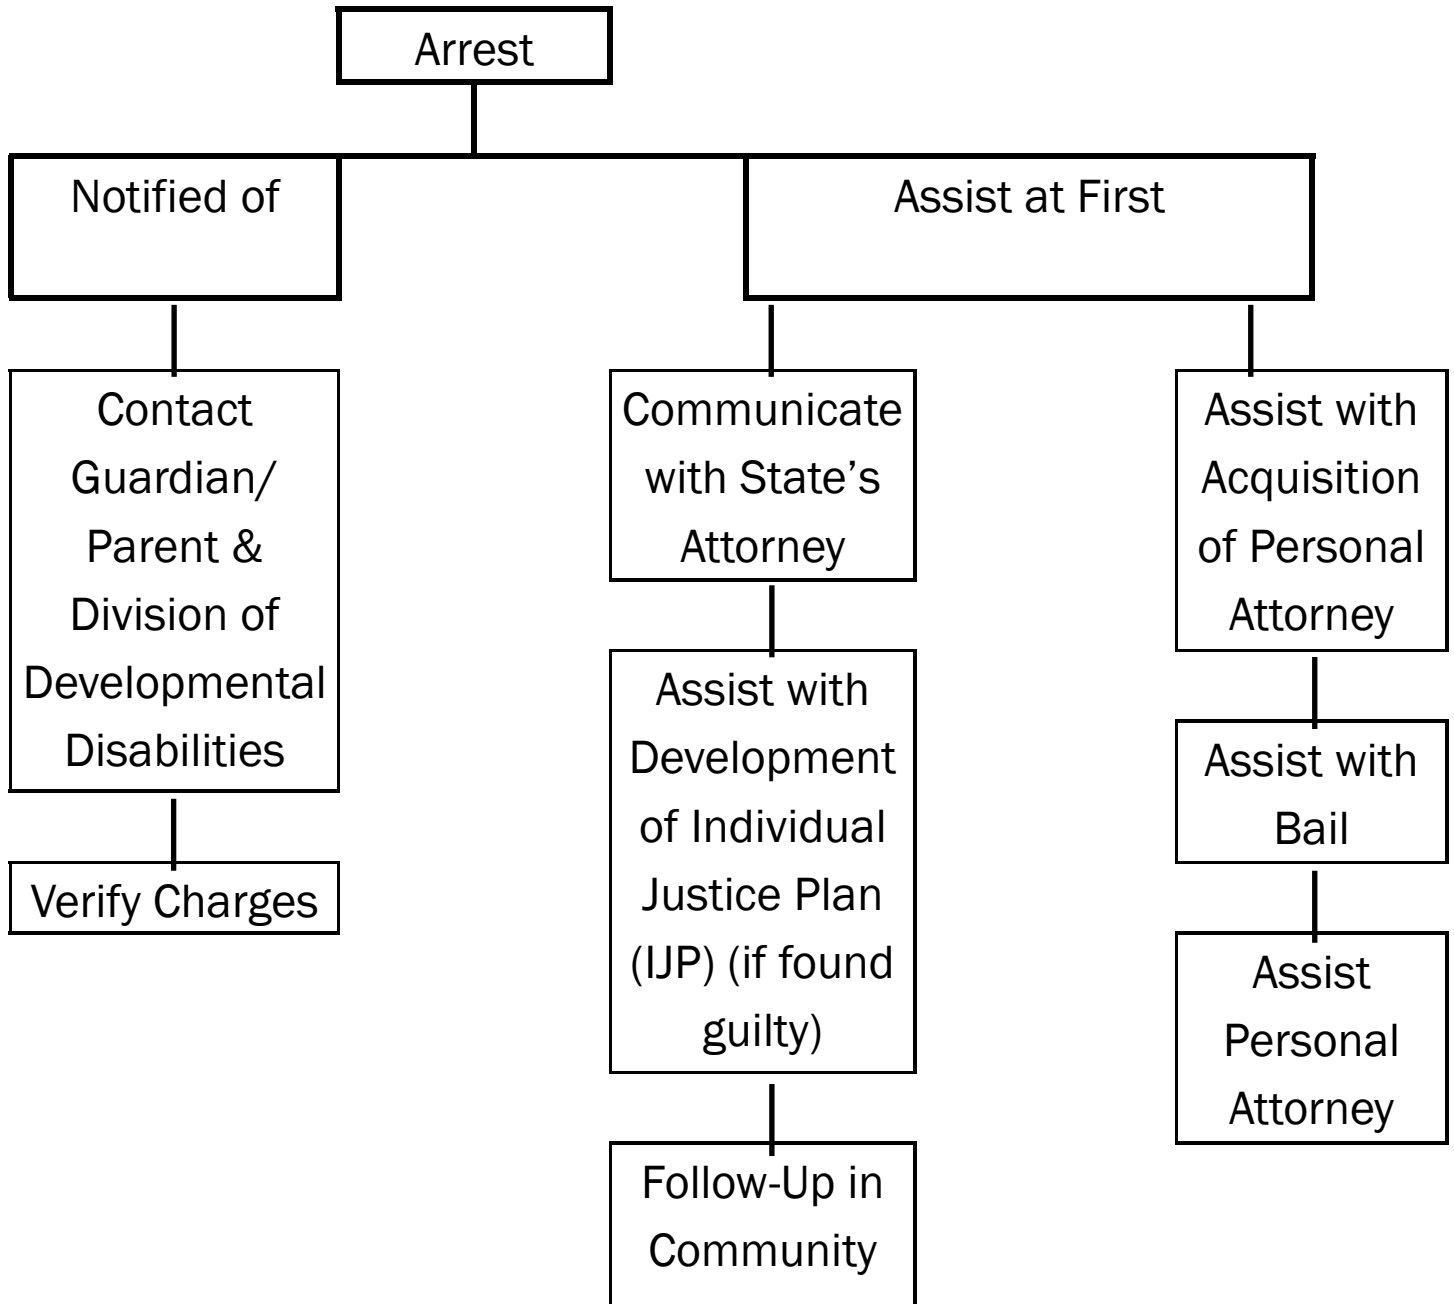 Arrest
Notified of
Assist at First
Contact
Guardian/
Parent &
Division of
Developmental
Disabilities
Verify Charges
Communicate
with State’s
Attorney
Assist with
Development
of Individual
Justice Plan
(IJP) (if found
guilty)
Follow-Up in
Community
Assist with
Acquisition
of Personal
Attorney
Assist with
Bail
Assist
Personal
Attorney